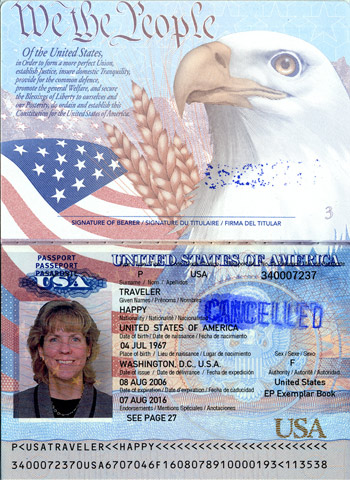 We the People
Of the United States,
in Order to form a more perfect Union,
establish Justice, insure domestic Tranquility,
provide for the common defence,
promote the general Welfare, and secure
the Blessings of Liberty to ourselves and
our Posterity, do ordain and establish this
Constitution for the United States of America.
3
SIGNATURE OF BEARER / SIGNATURE DU TITULAIRE / FIRMA DEL TITULAR
PASSPORT
PASSEPORT
PASAPORTE
USA
UNITED STATES OF AMERICA
P USA 340007237
Surname / Nom / Apellidos
TRAVELER
Given Names / Prénoms / Nombres
HAPPY
CANCELLED
Nationality / Nationalité / Nacionalidad
UNITED STATES OF AMERICA
Date of birth / Date de naissance / Fecha de nacimiento
04 JUL 1967
Place of birth / Lieu de naissance / Lugar de nacimiento Sex / Sexe / Sexo
WASHINGTON, D.C., U.S.A. F
Date of issue / Date de délivrance / Fecha de expedición Authority / Autorité / Autoridad
08 AUG 2006 United States
Date of expiration / Date d'expiration / Fecha de caducidad EP Exemplar Book
07 AUG 2016
Endorsements / Mentions Spéciales / Anotaciones
SEE PAGE 27
USA
P<USATRAVELER<<HAPPY<<<<<<<<<<<<<<<<<<<<<<<<
3400072370USA6707046F1608078910000193<113538